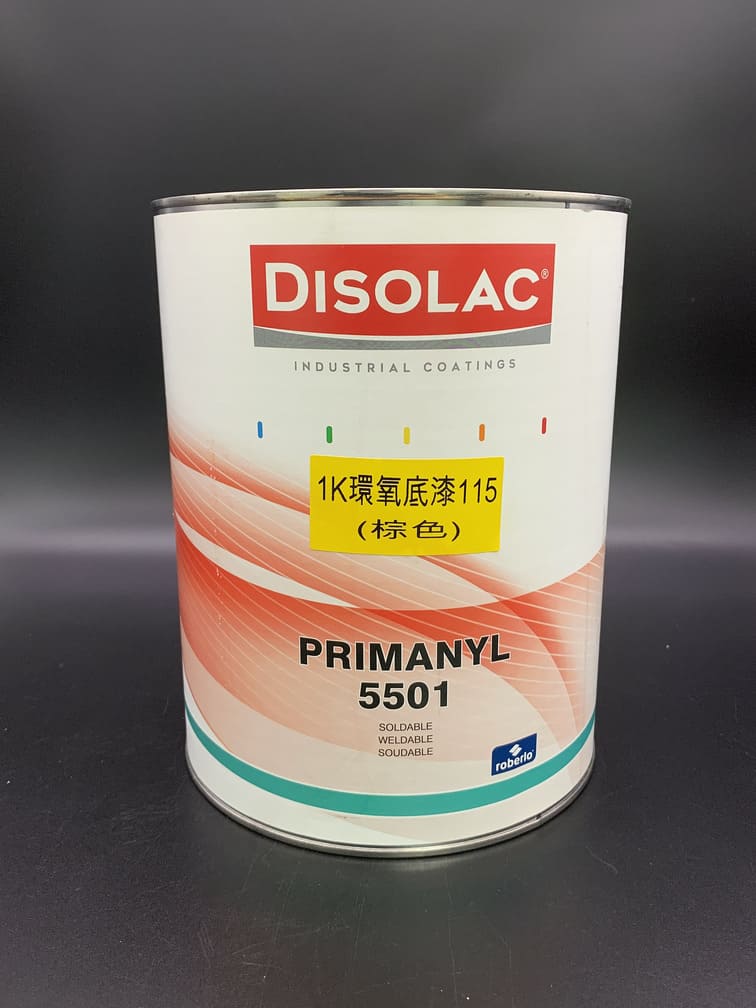 DISOLAC®
INDUSTRIAL COATINGS
1K環氧底漆115
(棕色)
PRIMANYL
5501
SOLDABLE
WELDABLE
SOUDABLE
roberlo